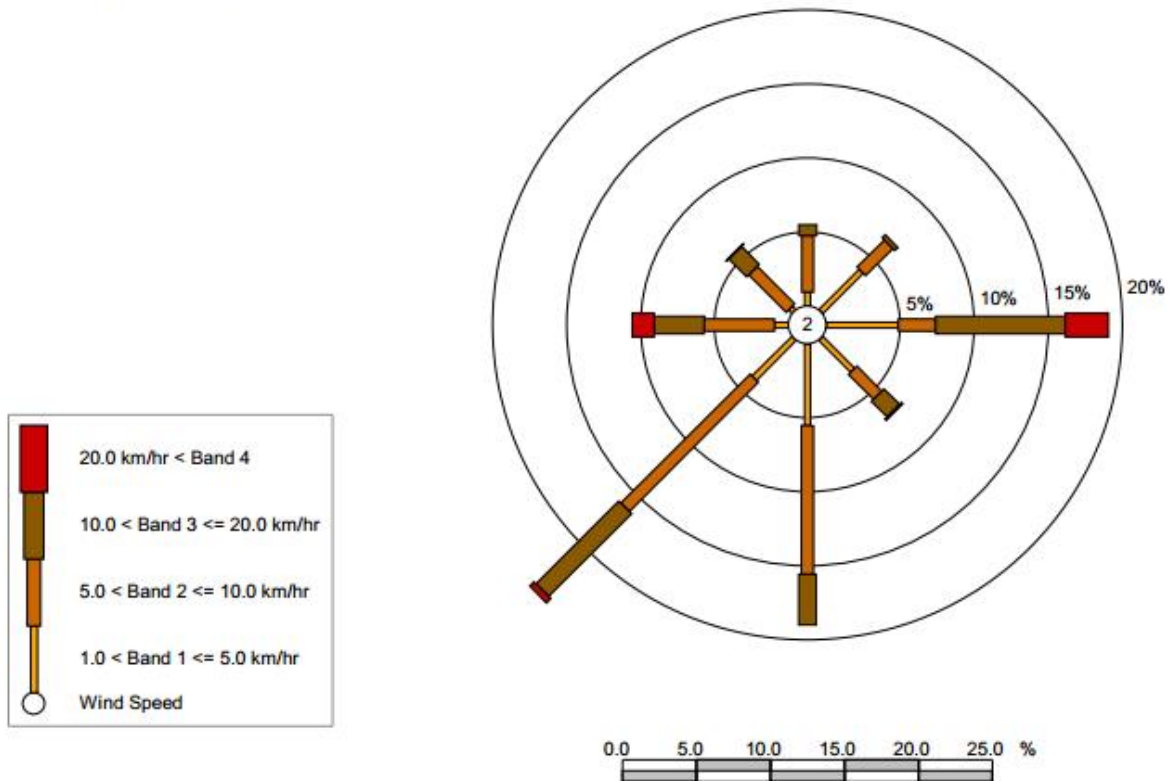 2
5%
10%
15%
20%
20.0 km/hr < Band 4
10.0 < Band 3 <= 20.0 km/hr
5.0 < Band 2 <= 10.0 km/hr
1.0 < Band 1 <= 5.0 km/hr
Wind Speed
0.0 5.0 10.0 15.0 20.0 25.0 %